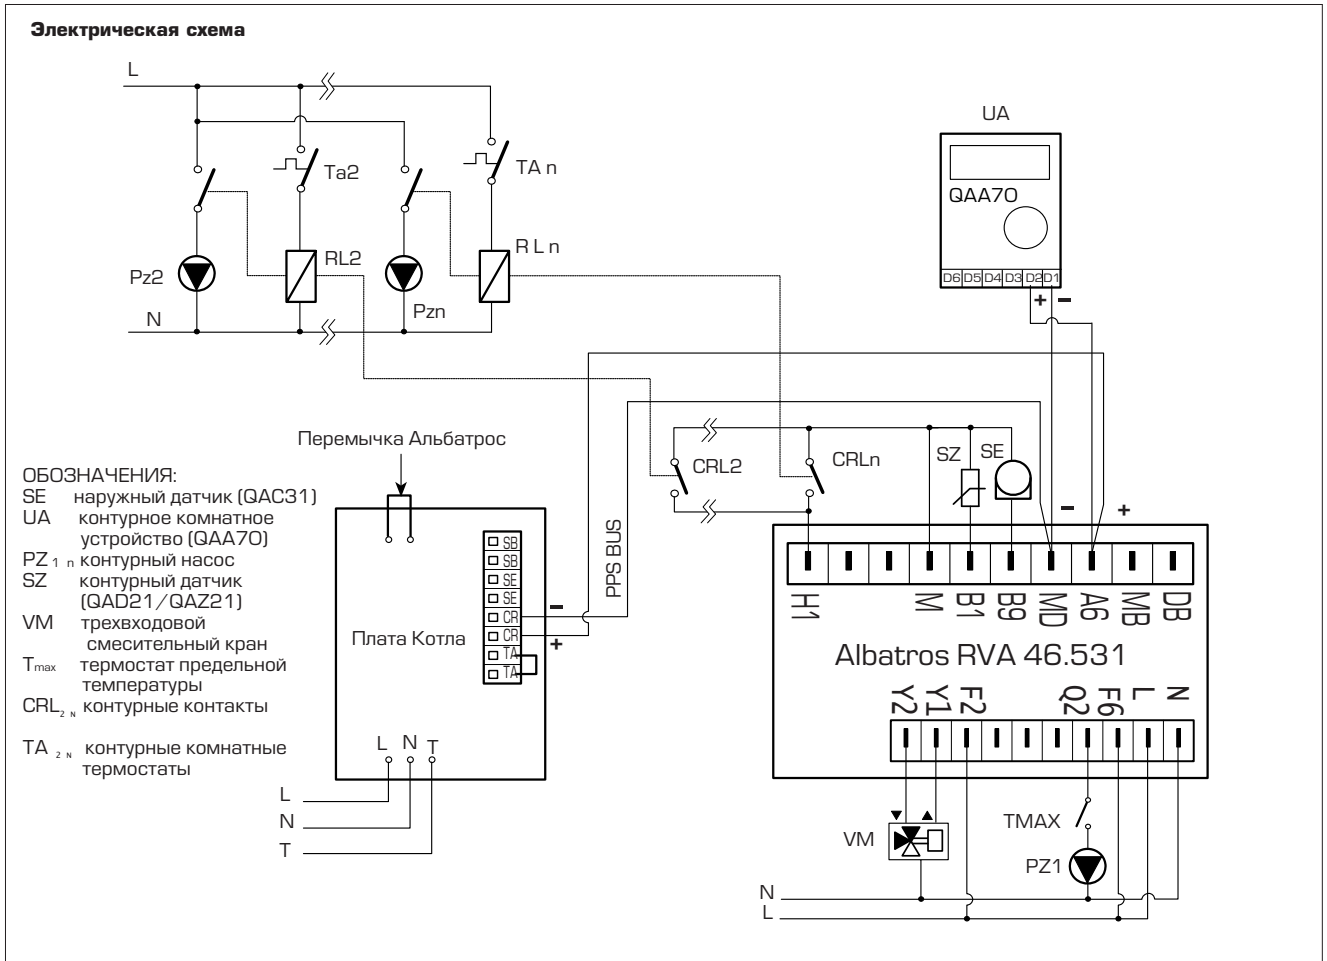 Электрическая схема
L
UA
Ta2
TA n
QAA70
RL2
R L n
Pz2
Pzn
D6 D5 D4 D3 D2 D1
+ −
N
Перемычка Альбатрос
CRL2
CRLn
SZ
SE
ОБОЗНАЧЕНИЯ:
SE наружный датчик (QAC31)
UA контурное комнатное
устройство (QAA70)
PZ 1 n контурный насос
SZ контурный датчик
(QAD21/QAZ21)
VM трехвходовой
смесительный кран
Tmax термостат предельной
температуры
CRL2 N контурные контакты
TA 2 N контурные комнатные
термостаты
− +
PPS BUS
SB
SB
SE
SE
CR −
CR +
TA
TA
Плата Котла
H1 M B1 B9 MD A6 MB DB
Albatros RVA 46.531
Y2 Y1 F2 Q2 F6 L N
L N T
L
N
T
VM
TMAX
PZ1
N
L